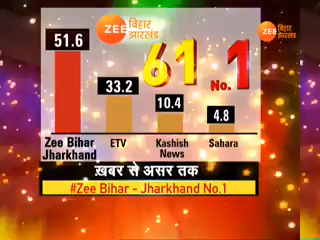 ZEE बिहार झारखंड
ZEE बिहार झारखंड
61 No.1
51.6
33.2
10.4
4.8
Zee Bihar Jharkhand
ETV
Kashish News
Sahara
ख़बर से असर तक
#Zee Bihar - Jharkhand No.1